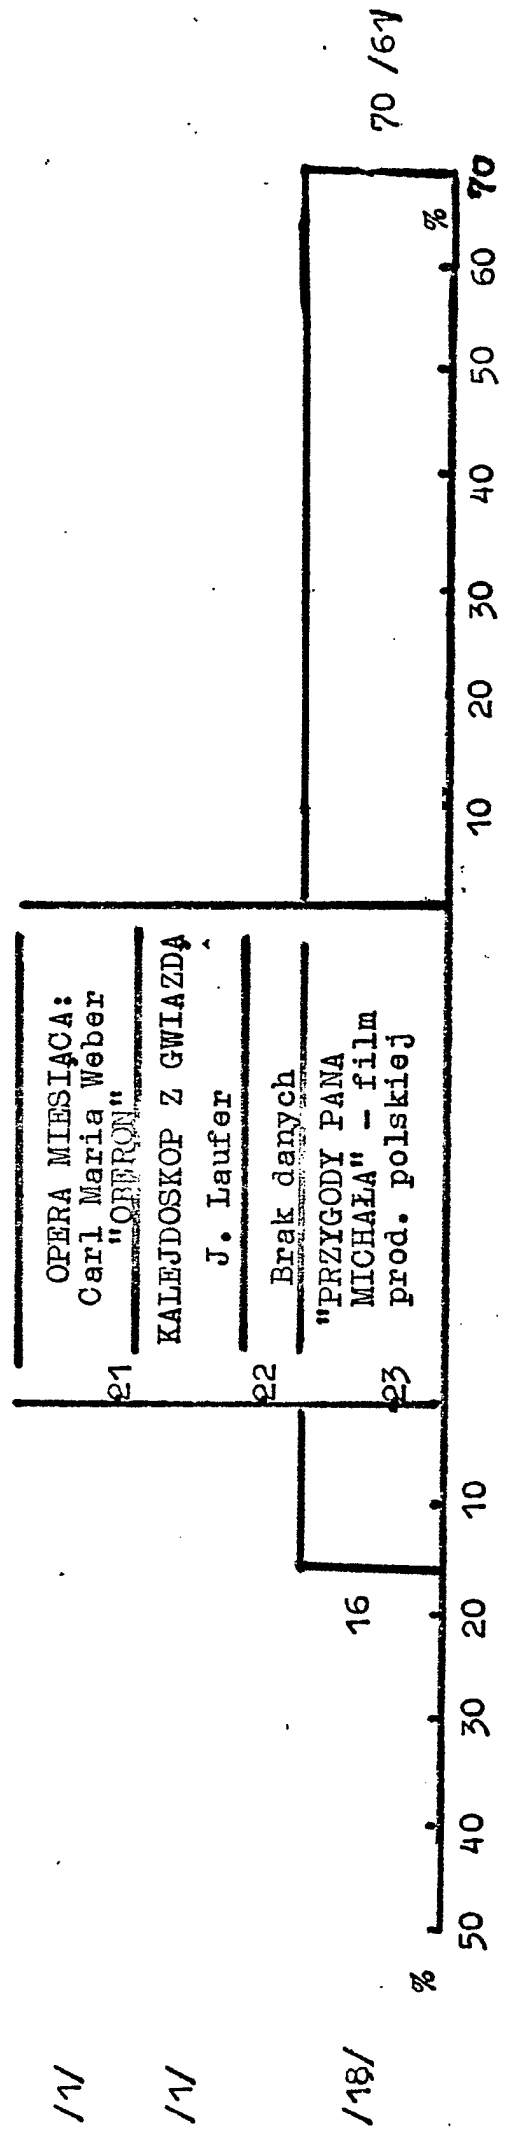 /1/ OPERA MIESIĄCA:
Carl Maria Weber
"OBERON"
21
/1/ KALEJDOSKOP Z GWIAZDĄ
J. Laufer
22
Brak danych
"PRZYGODY PANA
/18/ 16 MICHAŁA" - film 70 /61/
23 prod. polskiej
% %
50 40 30 20 10 10 20 30 40 50 60 70